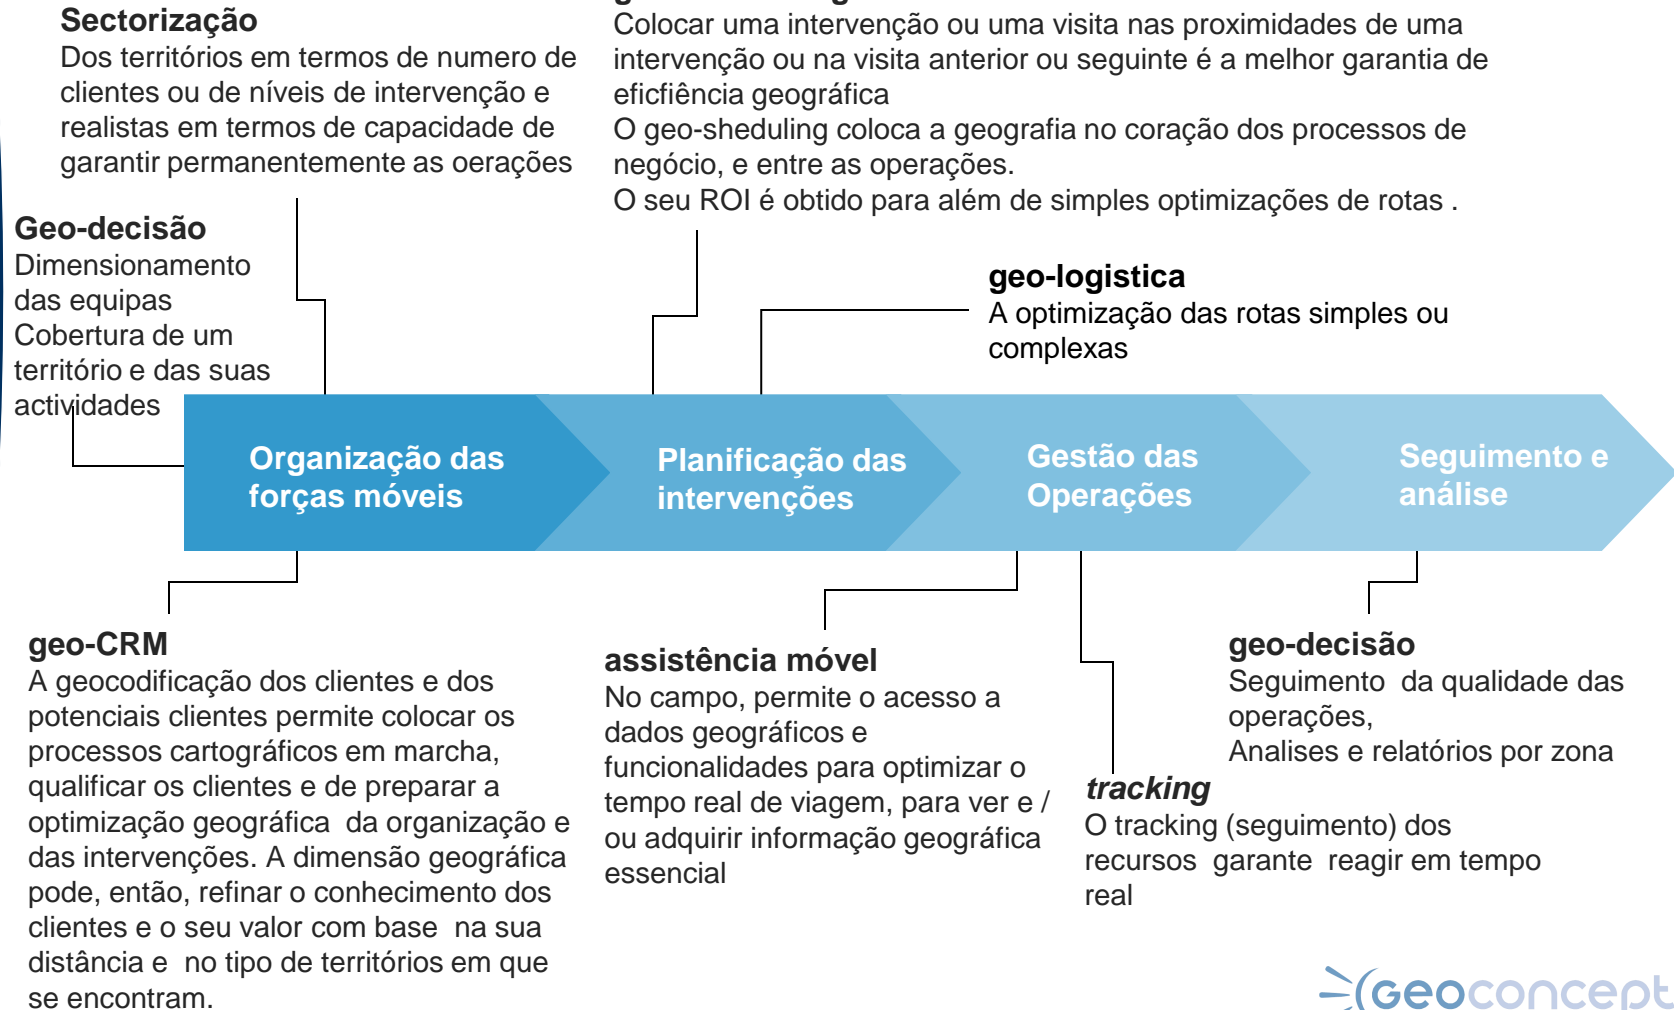 Sectorização
Dos territórios em termos de numero de
clientes ou de níveis de intervenção e
realistas em termos de capacidade de
garantir permanentemente as oerações
Colocar uma intervenção ou uma visita nas proximidades de uma
intervenção ou na visita anterior ou seguinte é a melhor garantia de
eficfiência geográfica
O geo-sheduling coloca a geografia no coração dos processos de
negócio, e entre as operações.
O seu ROI é obtido para além de simples optimizações de rotas .
Geo-decisão
Dimensionamento
das equipas
Cobertura de um
território e das suas
actividades
geo-logistica
A optimização das rotas simples ou
complexas
Organização das
forças móveis
Planificação das
intervenções
Gestão das
Operações
Seguimento e
análise
geo-CRM
A geocodificação dos clientes e dos
potenciais clientes permite colocar os
processos cartográficos em marcha,
qualificar os clientes e de preparar a
optimização geográfica da organização e
das intervenções. A dimensão geográfica
pode, então, refinar o conhecimento dos
clientes e o seu valor com base na sua
distância e no tipo de territórios em que
se encontram.
assistência móvel
No campo, permite o acesso a
dados geográficos e
funcionalidades para optimizar o
tempo real de viagem, para ver e /
ou adquirir informação geográfica
essencial
tracking
O tracking (seguimento) dos
recursos garante reagir em tempo
real
geo-decisão
Seguimento da qualidade das
operações,
Analises e relatórios por zona
geoconcept